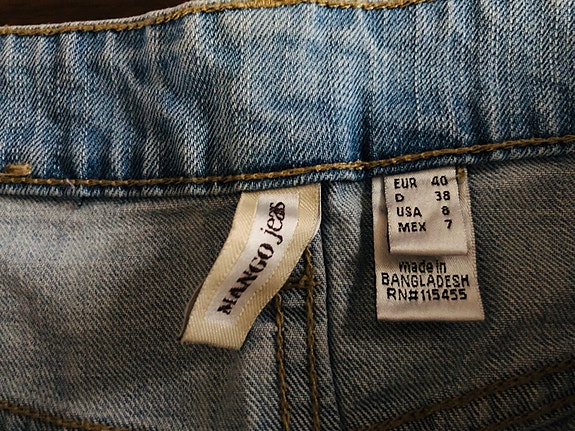 MANGO jeans
EUR 40
D 38
USA 8
MEX 7
made in
BANGLADESH
RN#115455